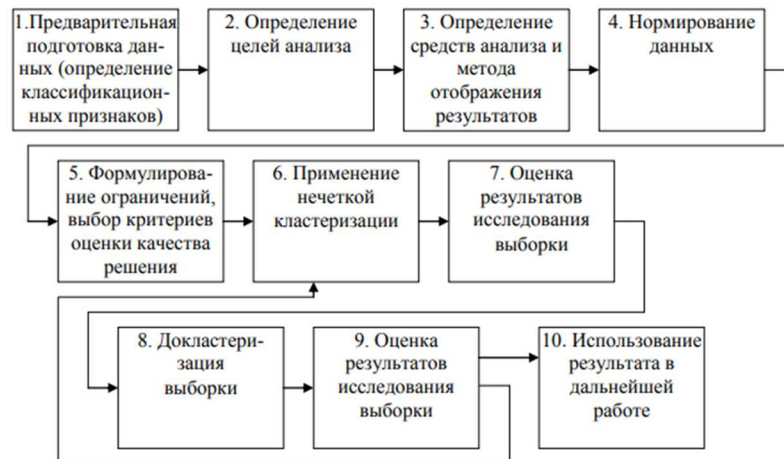 1.Предварительная
подготовка дан-
ных (определение
классификацион-
ных признаков)
2. Определение
целей анализа
3. Определение
средств анализа и
метода
отображения
результатов
4. Нормирование
данных
5. Формулирова-
ние ограничений,
выбор критериев
оценки качества
решения
6. Применение
нечеткой
кластеризации
7. Оценка
результатов
исследования
выборки
8. Докластери-
зация
выборки
9. Оценка
результатов
исследования
выборки
10. Использование
результата в
дальнейшей
работе